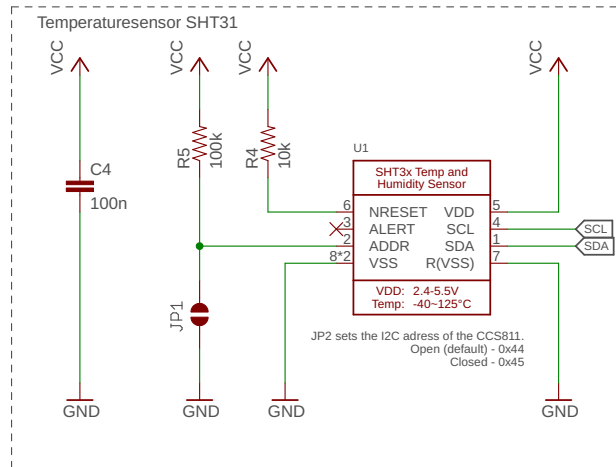 Temperaturesensor SHT31
VCC
VCC
VCC
VCC
C4
100n
R5
100k
R4
10k
U1
SHT3x Temp and
Humidity Sensor
6 NRESET VDD 5
3 ALERT SCL 4 SCL
2 ADDR SDA 1 SDA
8*2 VSS R(VSS) 7
VDD: 2.4-5.5V
Temp: -40~125°C
JP1
JP2 sets the I2C adress of the CCS811.
Open (default) - 0x44
Closed - 0x45
GND
GND
GND
GND